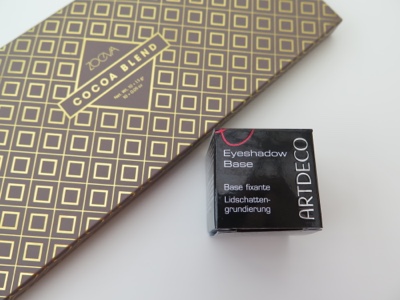 ZOEVA
COCOA BLEND
Eyeshadow
Base
Base fixante
Lidschatten-
grundierung
ARTDECO